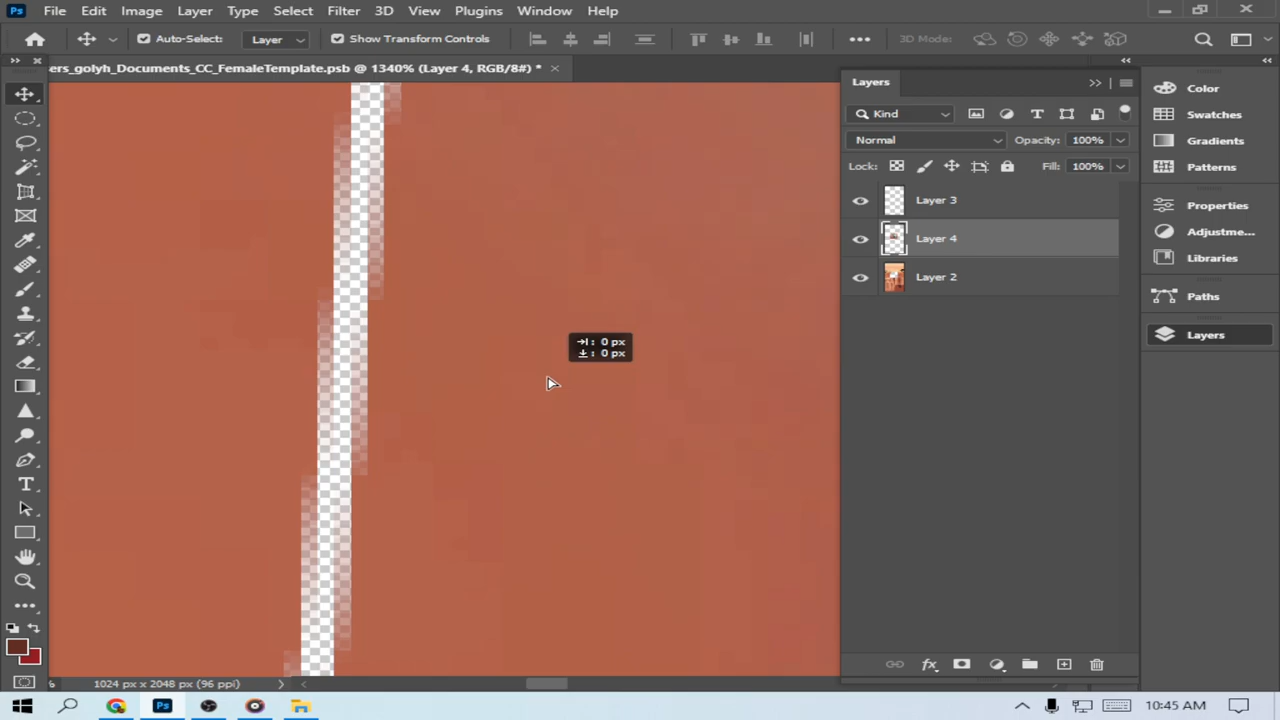 Ps File Edit Image Layer Type Select Filter 3D View Plugins Window Help
Auto-Select: Layer Show Transform Controls 3D Mode:
ers_golyh_Documents_CC_FemaleTemplate.psb @ 1340% (Layer 4, RGB/8#) *
Layers
Kind
Normal Opacity: 100%
Lock: Fill: 100%
Layer 3
Layer 4
Layer 2
Color
Swatches
Gradients
Patterns
Properties
Adjustme...
Libraries
Paths
Layers
: 0 px
: 0 px
T
fx
% 1024 px x 2048 px (96 ppi)
Ps 10:45 AM